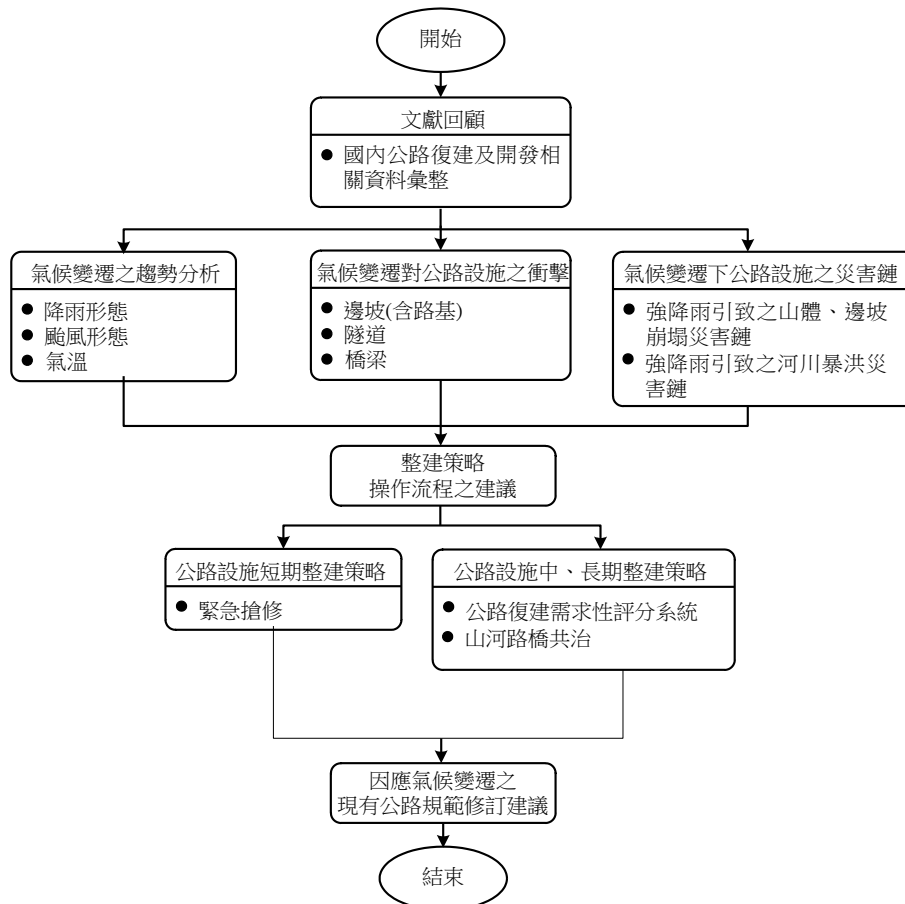 開始
文獻回顧
● 國內公路復建及開發相
關資料彙整
氣候變遷之趨勢分析
● 降雨形態
● 颱風形態
● 氣溫
氣候變遷對公路設施之衝擊
● 邊坡(含路基)
● 隧道
● 橋梁
氣候變遷下公路設施之災害鏈
● 強降雨引致之山體、邊坡
崩塌災害鏈
● 強降雨引致之河川暴洪災
害鏈
整建策略
操作流程之建議
公路設施短期整建策略
● 緊急搶修
公路設施中、長期整建策略
● 公路復建需求性評分系統
● 山河路橋共治
因應氣候變遷之
現有公路規範修訂建議
結束